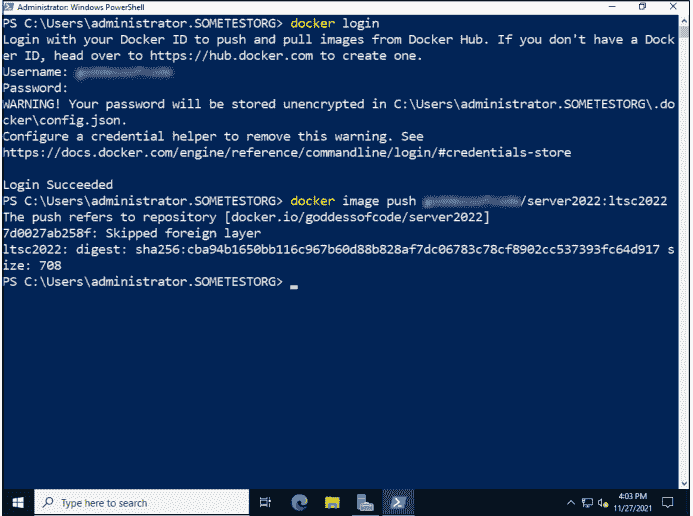 Administrator: Windows PowerShell
PS C:\Users\administrator.SOMETESTORG> docker login
Login with your Docker ID to push and pull images from Docker Hub. If you don't have a Dock
er ID, head over to https://hub.docker.com to create one.
Username:
Password:
WARNING! Your password will be stored unencrypted in C:\Users\administrator.SOMETESTORG\.do
cker\config.json.
Configure a credential helper to remove this warning. See
https://docs.docker.com/engine/reference/commandline/login/#credentials-store
Login Succeeded
PS C:\Users\administrator.SOMETESTORG> docker image push /server2022:ltsc2022
The push refers to repository [docker.io/goddessofcode/server2022]
7d0027ab258f: Skipped foreign layer
ltsc2022: digest: sha256:cba94b1650bb116c967b60d88b828af7dc06783c78cf8902cc537393fc64d917 s
ize: 708
PS C:\Users\administrator.SOMETESTORG>
Type here to search
4:03 PM
11/27/2021